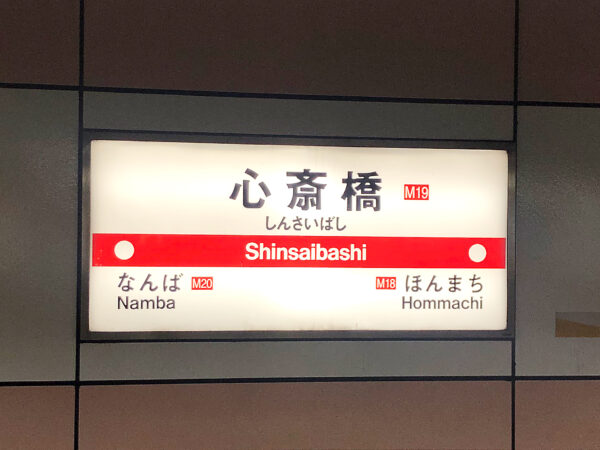 心斎橋 M19
しんさいばし
Shinsaibashi
なんば M20 M18 ほんまち
Namba Hommachi